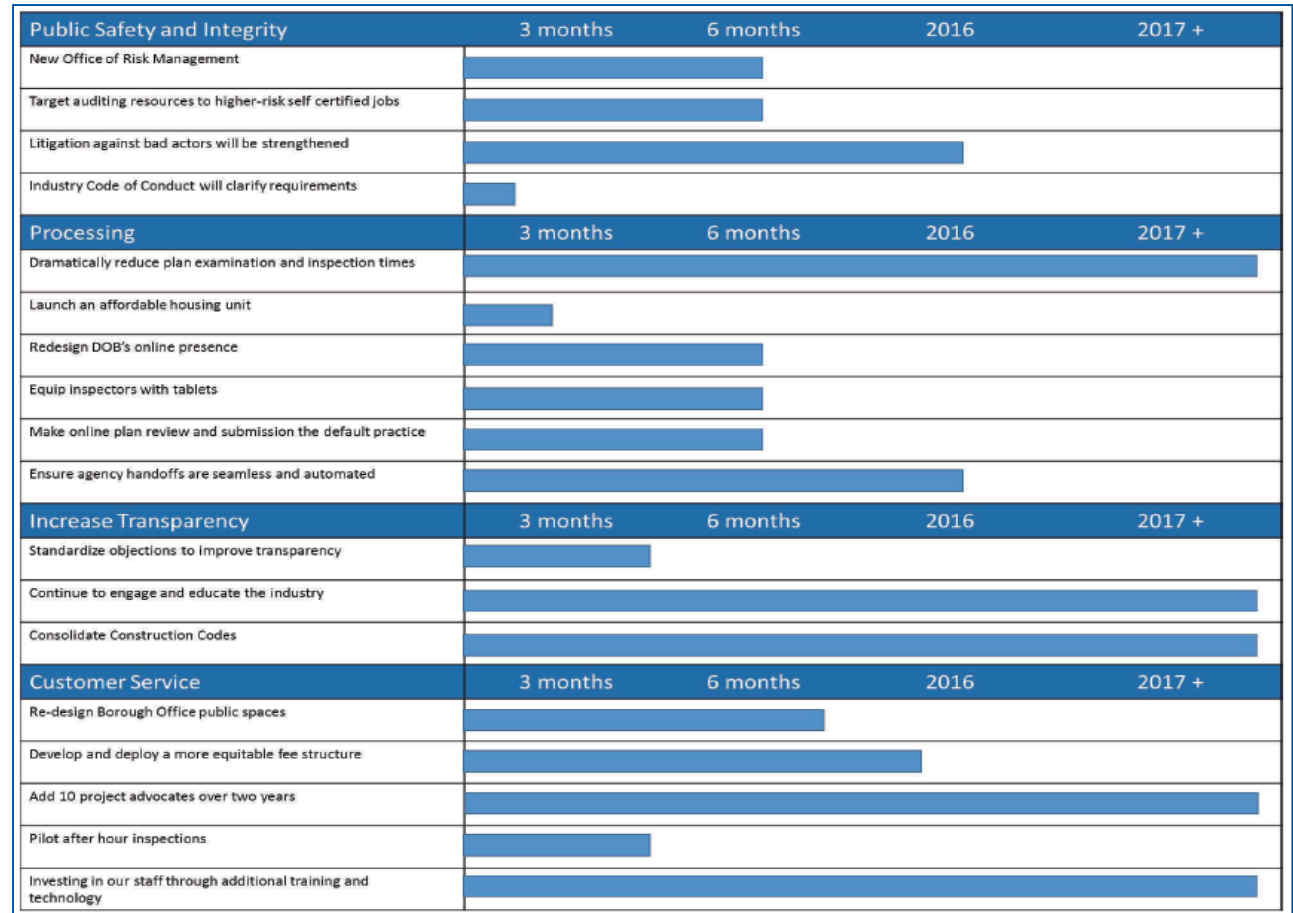 Public Safety and Integrity 3 months 6 months 2016 2017 +
New Office of Risk Management
Target auditing resources to higher-risk self certified jobs
Litigation against bad actors will be strengthened
Industry Code of Conduct will clarify requirements
Processing 3 months 6 months 2016 2017 +
Dramatically reduce plan examination and inspection times
Launch an affordable housing unit
Redesign DOB's online presence
Equip inspectors with tablets
Make online plan review and submission the default practice
Ensure agency handoffs are seamless and automated
Increase Transparency 3 months 6 months 2016 2017 +
Standardize objections to improve transparency
Continue to engage and educate the industry
Consolidate Construction Codes
Customer Service 3 months 6 months 2016 2017 +
Re-design Borough Office public spaces
Develop and deploy a more equitable fee structure
Add 10 project advocates over two years
Pilot after hour inspections
Investing in our staff through additional training and
technology